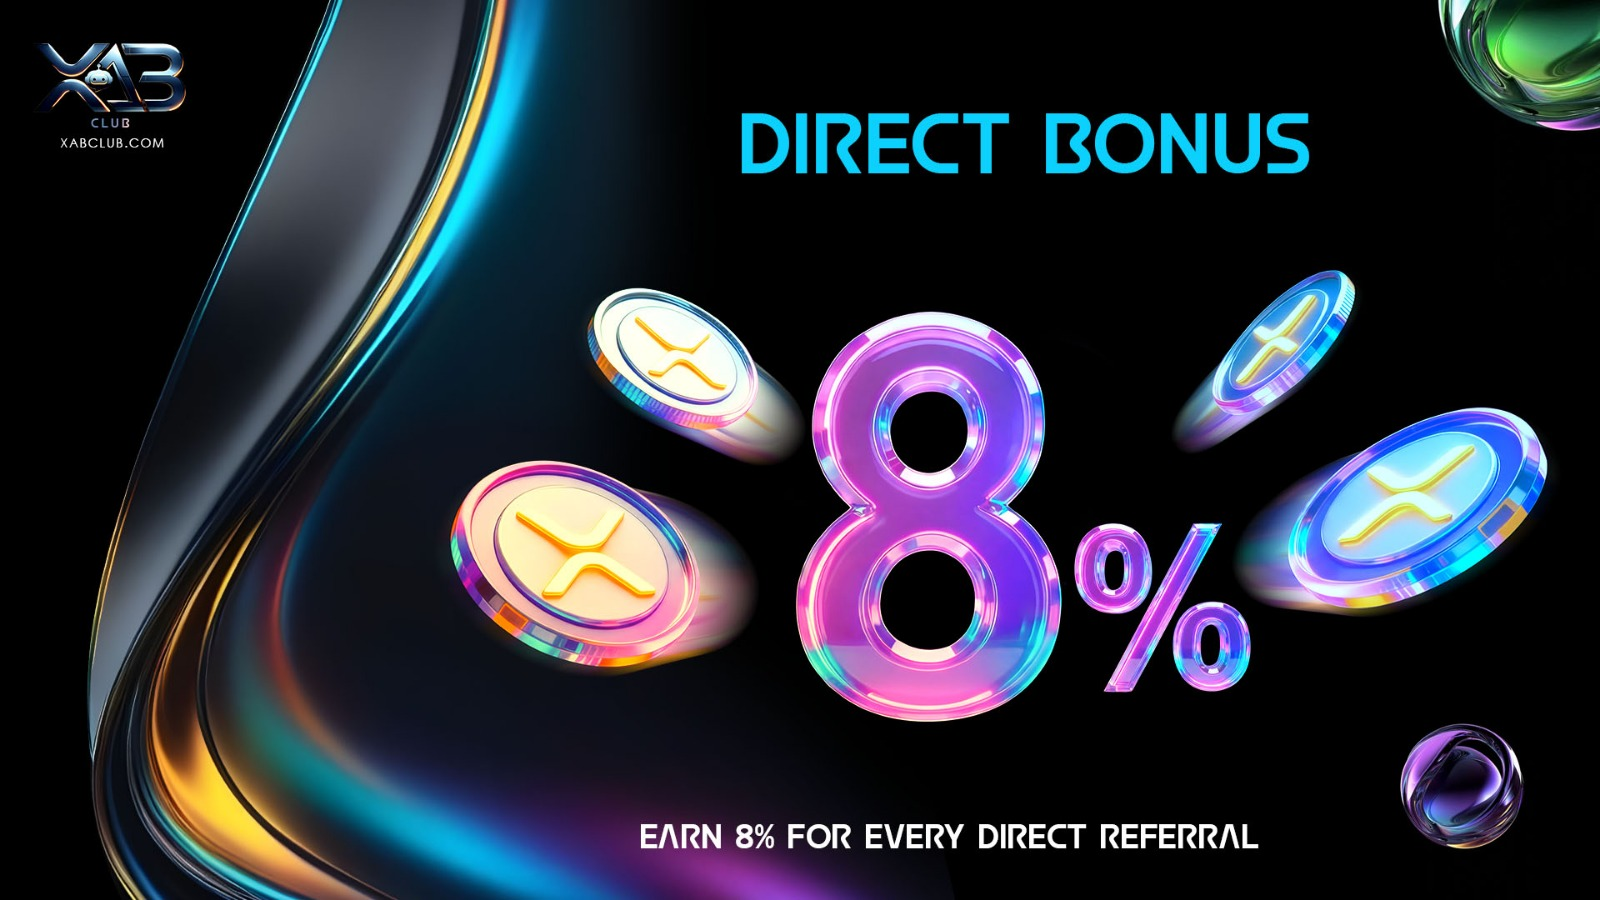 XAB
CLUB
XABCLUB.COM
DIRECT BONUS
8%
EARN 8% FOR EVERY DIRECT REFERRAL